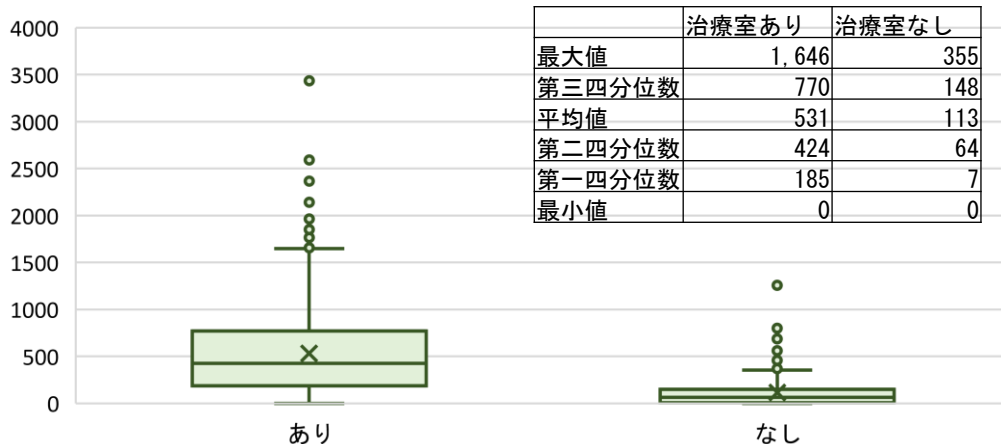 4000
3500
3000
2500
2000
1500
1000
500
0
治療室あり 治療室なし
最大値 1,646 355
第三四分位数 770 148
平均値 531 113
第二四分位数 424 64
第一四分位数 185 7
最小値 0 0
あり なし